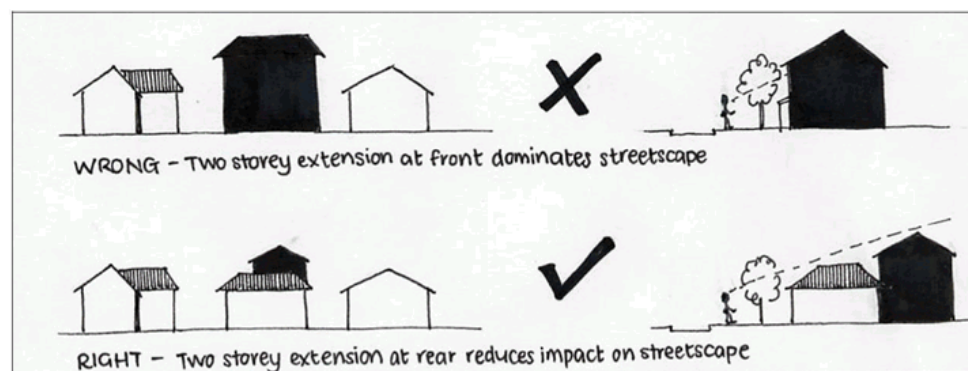 WRONG - Two storey extension at front dominates streetscape
RIGHT - Two storey extension at rear reduces impact on streetscape